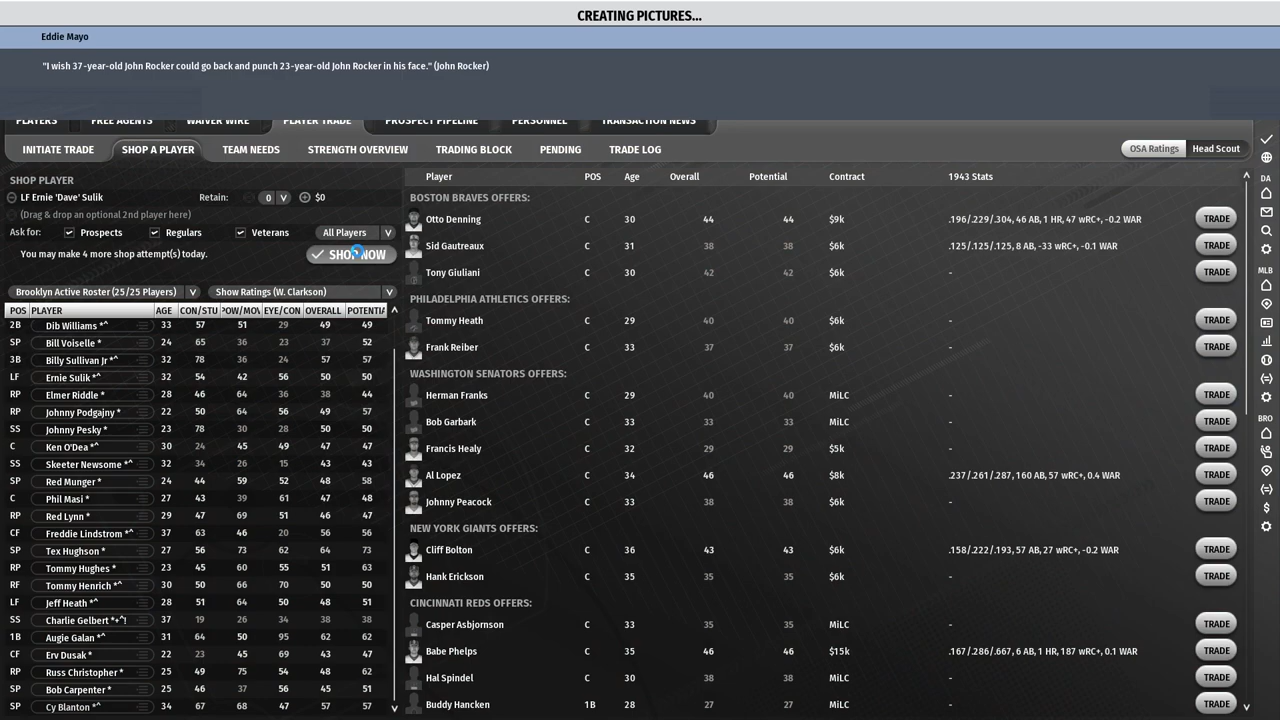 CREATING PICTURES...
Eddie Mayo
"I wish 37-year-old John Rocker could go back and punch 23-year-old John Rocker in his face." (John Rocker)
PLAYERS FREE AGENTS WAIVER WIRE PLAYER TRADE PROSPECT PIPELINE PERSONNEL TRANSACTION NEWS
INITIATE TRADE SHOP A PLAYER TEAM NEEDS STRENGTH OVERVIEW TRADING BLOCK PENDING TRADE LOG OSA Ratings Head Scout
SHOP PLAYER
LF Ernie 'Dave' Sulik Retain: 0 V $0
(Drag & drop an optional 2nd player here)
Ask for: Prospects Regulars Veterans All Players V
You may make 4 more shop attempt(s) today. SHOP NOW
Brooklyn Active Roster (25/25 Players) V Show Ratings (W. Clarkson) V
POS PLAYER AGE CON/STU POW/MOV EYE/CON OVERALL POTENTIA
2B Dib Williams *^ 33 57 51 29 49 49
SP Bill Voiselle * 24 65 36 23 37 52
3B Billy Sullivan Jr *^ 32 78 36 24 57 57
LF Ernie Sulik *^ 32 54 42 56 50 50
RP Elmer Riddle * 28 46 64 36 38 44
RP Johnny Podgajny * 22 50 64 56 49 57
SS Johnny Pesky * 23 78 30 28 50 50
C Ken O'Dea *^ 30 24 45 49 47 47
SS Skeeter Newsome *^ 32 34 26 15 43 43
SP Red Munger * 24 44 59 52 48 58
C Phil Masi * 27 43 39 61 47 48
RP Red Lynn * 29 47 69 51 46 47
CF Freddie Lindstrom *^ 37 63 46 20 56 56
SP Tex Hughson * 27 56 73 62 64 73
RP Tommy Hughes * 23 45 60 55 51 63
RF Tommy Henrich *^ 30 50 66 70 50 50
LF Jeff Heath *^ 28 51 64 50 48 51
SS Charlie Gelbert *+^! 37 19 26 34 38 38
1B Augie Galan *^ 31 64 50 95 62 62
CF Erv Dusak * 22 23 45 69 43 47
RP Russ Christopher * 25 49 75 54 48 62
SP Bob Carpenter * 25 46 37 56 45 51
SP Cy Blanton *^ 34 67 68 47 57 57
Player POS Age Overall Potential Contract 1943 Stats
BOSTON BRAVES OFFERS:
Otto Denning C 30 44 44 $9k .196/.229/.304, 46 AB, 1 HR, 47 wRC+, -0.2 WAR TRADE
Sid Gautreaux C 31 38 38 $6k .125/.125/.125, 8 AB, -33 wRC+, -0.1 WAR TRADE
Tony Giuliani C 30 42 42 $6k - TRADE
PHILADELPHIA ATHLETICS OFFERS:
Tommy Heath C 29 40 40 $6k - TRADE
Frank Reiber C 33 37 37 $6k - TRADE
WASHINGTON SENATORS OFFERS:
Herman Franks C 29 40 40 MiLC - TRADE
Bob Garbark C 33 33 33 MiLC - TRADE
Francis Healy C 32 29 29 $5k - TRADE
Al Lopez C 34 46 46 $8k .237/.261/.287, 160 AB, 57 wRC+, 0.4 WAR TRADE
Johnny Peacock C 33 38 38 $6k - TRADE
NEW YORK GIANTS OFFERS:
Cliff Bolton C 36 43 43 $6k .158/.222/.193, 57 AB, 27 wRC+, -0.2 WAR TRADE
Hank Erickson C 35 35 35 $6k - TRADE
CINCINNATI REDS OFFERS:
Casper Asbjornson C 33 35 35 MiLC - TRADE
Babe Phelps C 35 46 46 $15k .167/.286/.667, 6 AB, 1 HR, 187 wRC+, 0.1 WAR TRADE
Hal Spindel C 30 38 38 MiLC - TRADE
Buddy Hancken 1B 28 27 27 MiLC - TRADE
DA
MLB
BRO